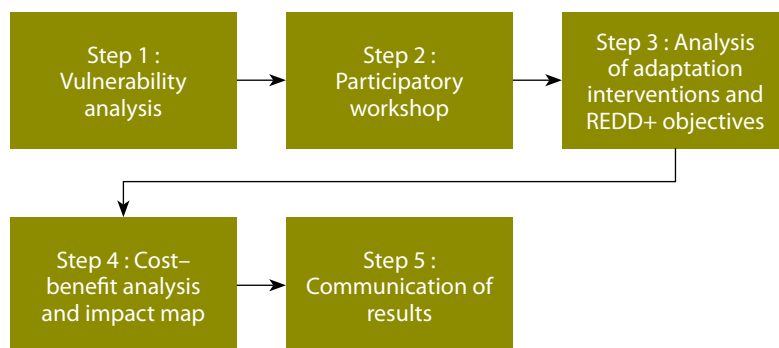 Step 1 :
Vulnerability
analysis
Step 2 :
Participatory
workshop
Step 3 : Analysis
of adaptation
interventions and
REDD+ objectives
Step 4 : Cost–
benefit analysis
and impact map
Step 5 :
Communication of
results